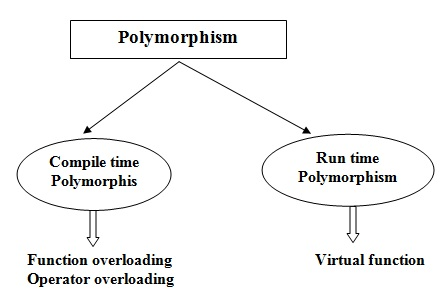 Polymorphism
Compile time
Polymorphis
Run time
Polymorphism
Function overloading
Operator overloading
Virtual function